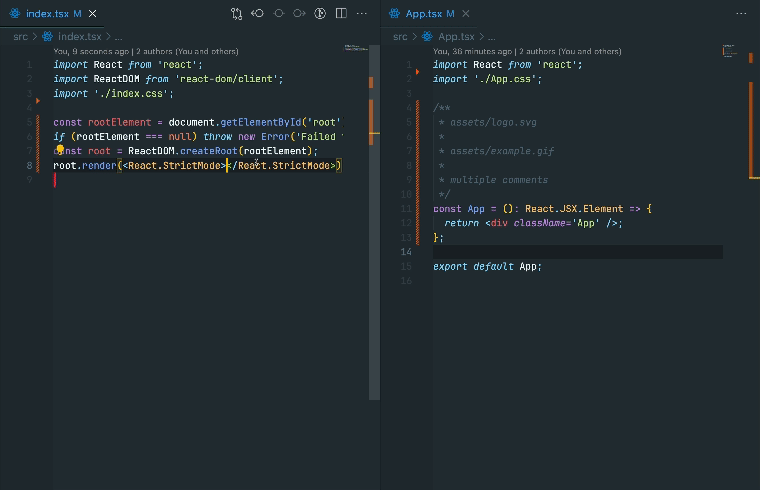 index.tsx M
src > index.tsx > ...
You, 9 seconds ago | 2 authors (You and others)
1 import React from 'react';
2 import ReactDOM from 'react-dom/client';
3 import './index.css';
4
5 const rootElement = document.getElementById('root'
6 if (rootElement === null) throw new Error('Failed
7 const root = ReactDOM.createRoot(rootElement);
8 root.render(<React.StrictMode></React.StrictMode>)
9
App.tsx M
src > App.tsx > ...
You, 36 minutes ago | 2 authors (You and others)
1 import React from 'react';
2 import './App.css';
3
4 /**
5 * assets/logo.svg
6 *
7 * assets/example.gif
8 *
9 * multiple comments
10 */
11 const App = (): React.JSX.Element => {
12 return <div className='App' />;
13 };
14
15 export default App;
16